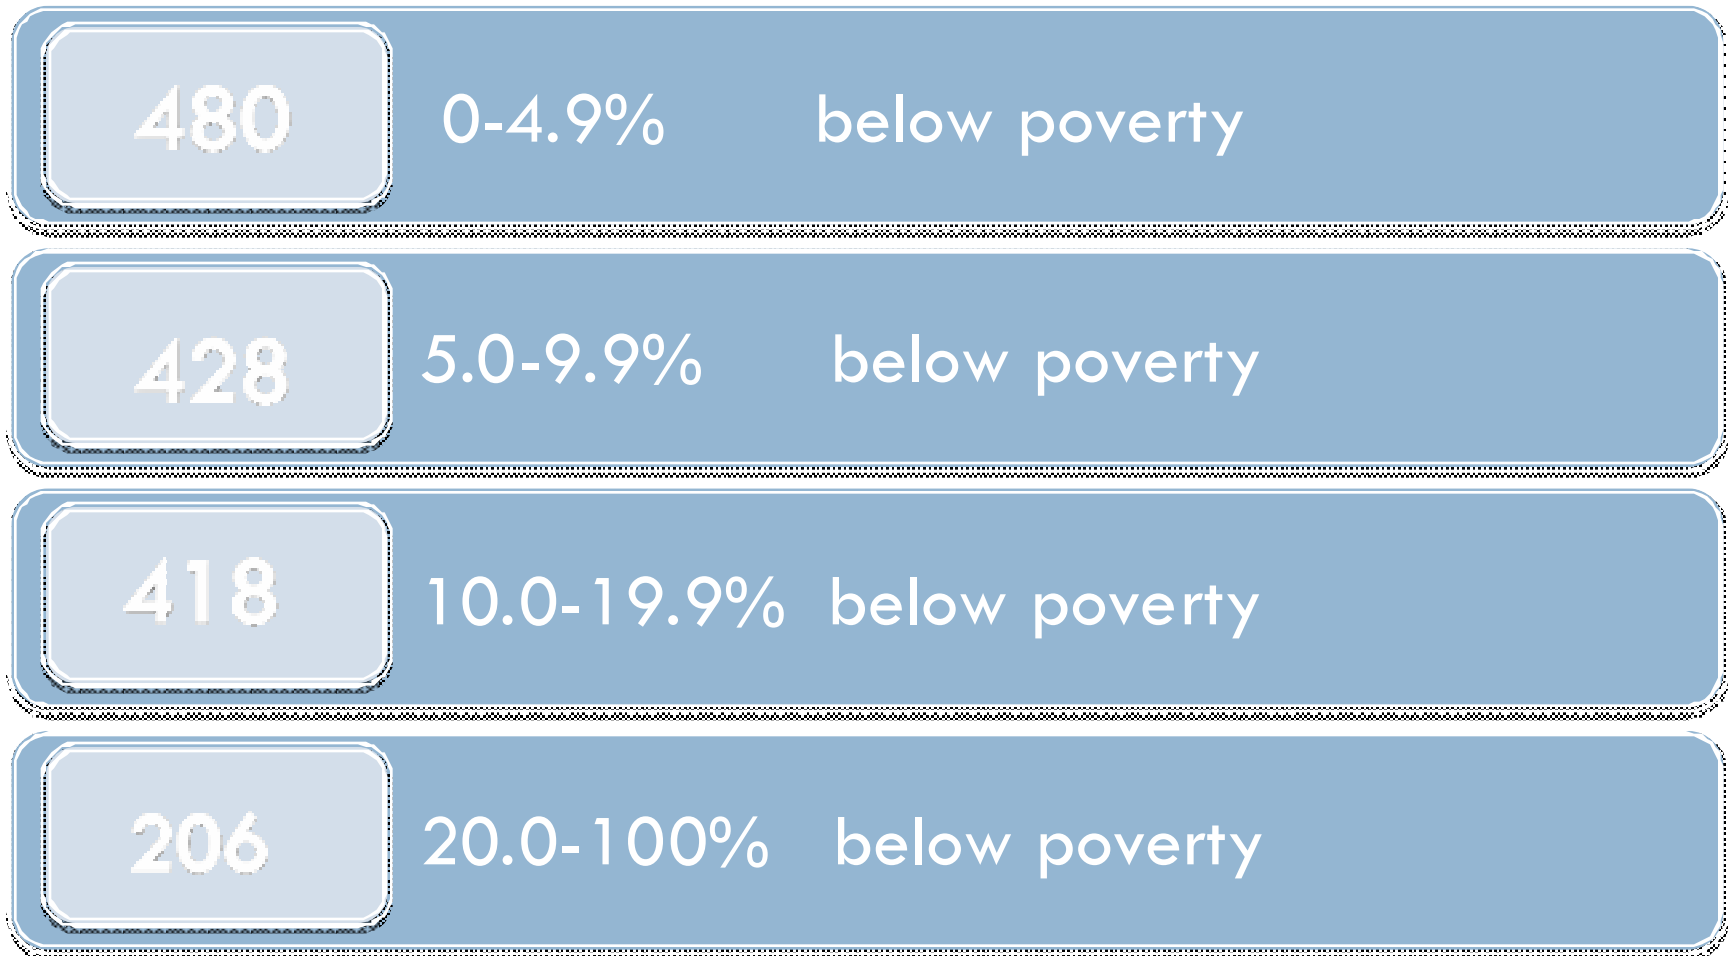 480 0-4.9% below poverty
428 5.0-9.9% below poverty
418 10.0-19.9% below poverty
206 20.0-100% below poverty